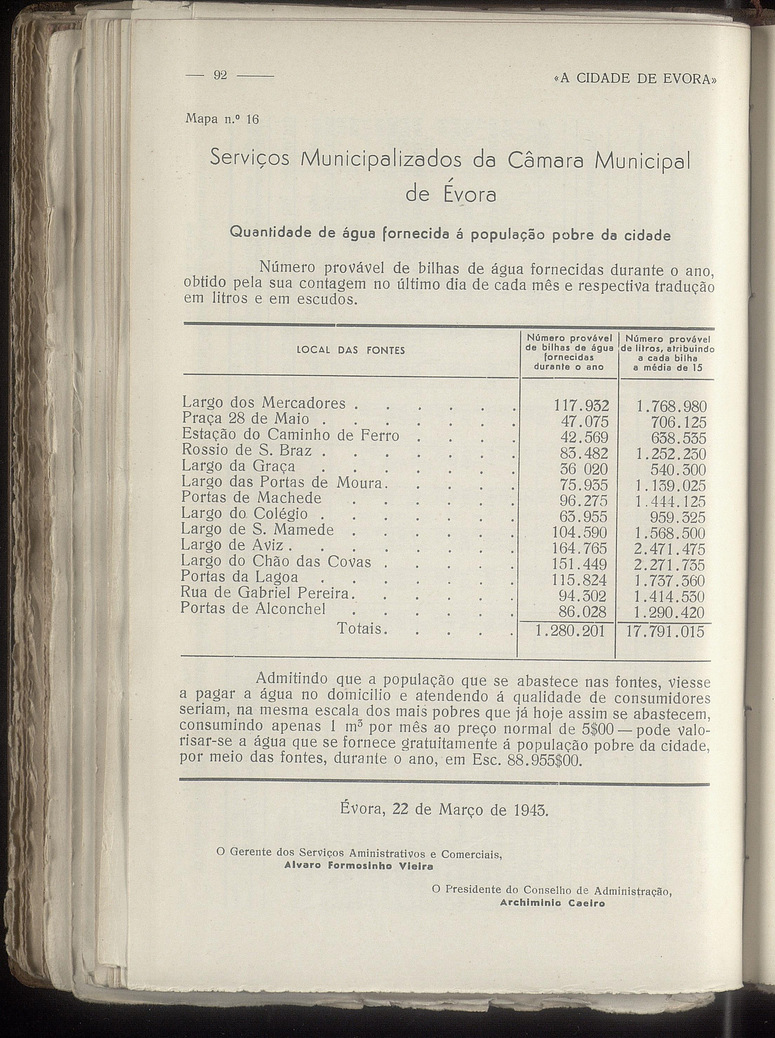 — 92 —
«A CIDADE DE EVORA»
Mapa n.º 16
Serviços Municipalizados da Câmara Municipal
de Évora
Quantidade de água fornecida á população pobre da cidade
Número provável de bilhas de água fornecidas durante o ano,
obtido pela sua contagem no último dia de cada mês e respectiva tradução
em litros e em escudos.
LOCAL DAS FONTES
Número provável
de bilhas de água
fornecidas
durante o ano
Número provável
de litros, atribuindo
a cada bilha
a média de 15
Largo dos Mercadores . . . . . . 117.932 1.768.980
Praça 28 de Maio . . . . . . . 47.075 706.125
Estação do Caminho de Ferro . . . . 42.569 638.535
Rossio de S. Braz . . . . . . . 83.482 1.252.230
Largo da Graça . . . . . . . 36 020 540.300
Largo das Portas de Moura. . . . . 75.935 1.139.025
Portas de Machede . . . . . . 96.275 1.444.125
Largo do Colégio . . . . . . . 63.955 959.325
Largo de S. Mamede . . . . . . 104.590 1.568.500
Largo de Aviz . . . . . . . . 164.765 2.471.475
Largo do Chão das Covas . . . . . 151.449 2.271.735
Portas da Lagoa . . . . . . . 115.824 1.737.360
Rua de Gabriel Pereira. . . . . . 94.302 1.414.530
Portas de Alconchel . . . . . . 86.028 1.290.420
Totais. . . . . 1.280.201 17.791.015
Admitindo que a população que se abastece nas fontes, viesse
a pagar a água no domicilio e atendendo á qualidade de consumidores
seriam, na mesma escala dos mais pobres que já hoje assim se abastecem,
consumindo apenas 1 m³ por mês ao preço normal de 5$00 — pode valo-
risar-se a água que se fornece gratuitamente á população pobre da cidade,
por meio das fontes, durante o ano, em Esc. 88.955$00.
Évora, 22 de Março de 1943.
O Gerente dos Serviços Aministrativos e Comerciais,
Alvaro Formosinho Vieira
O Presidente do Conselho de Administração,
Archiminio Caeiro